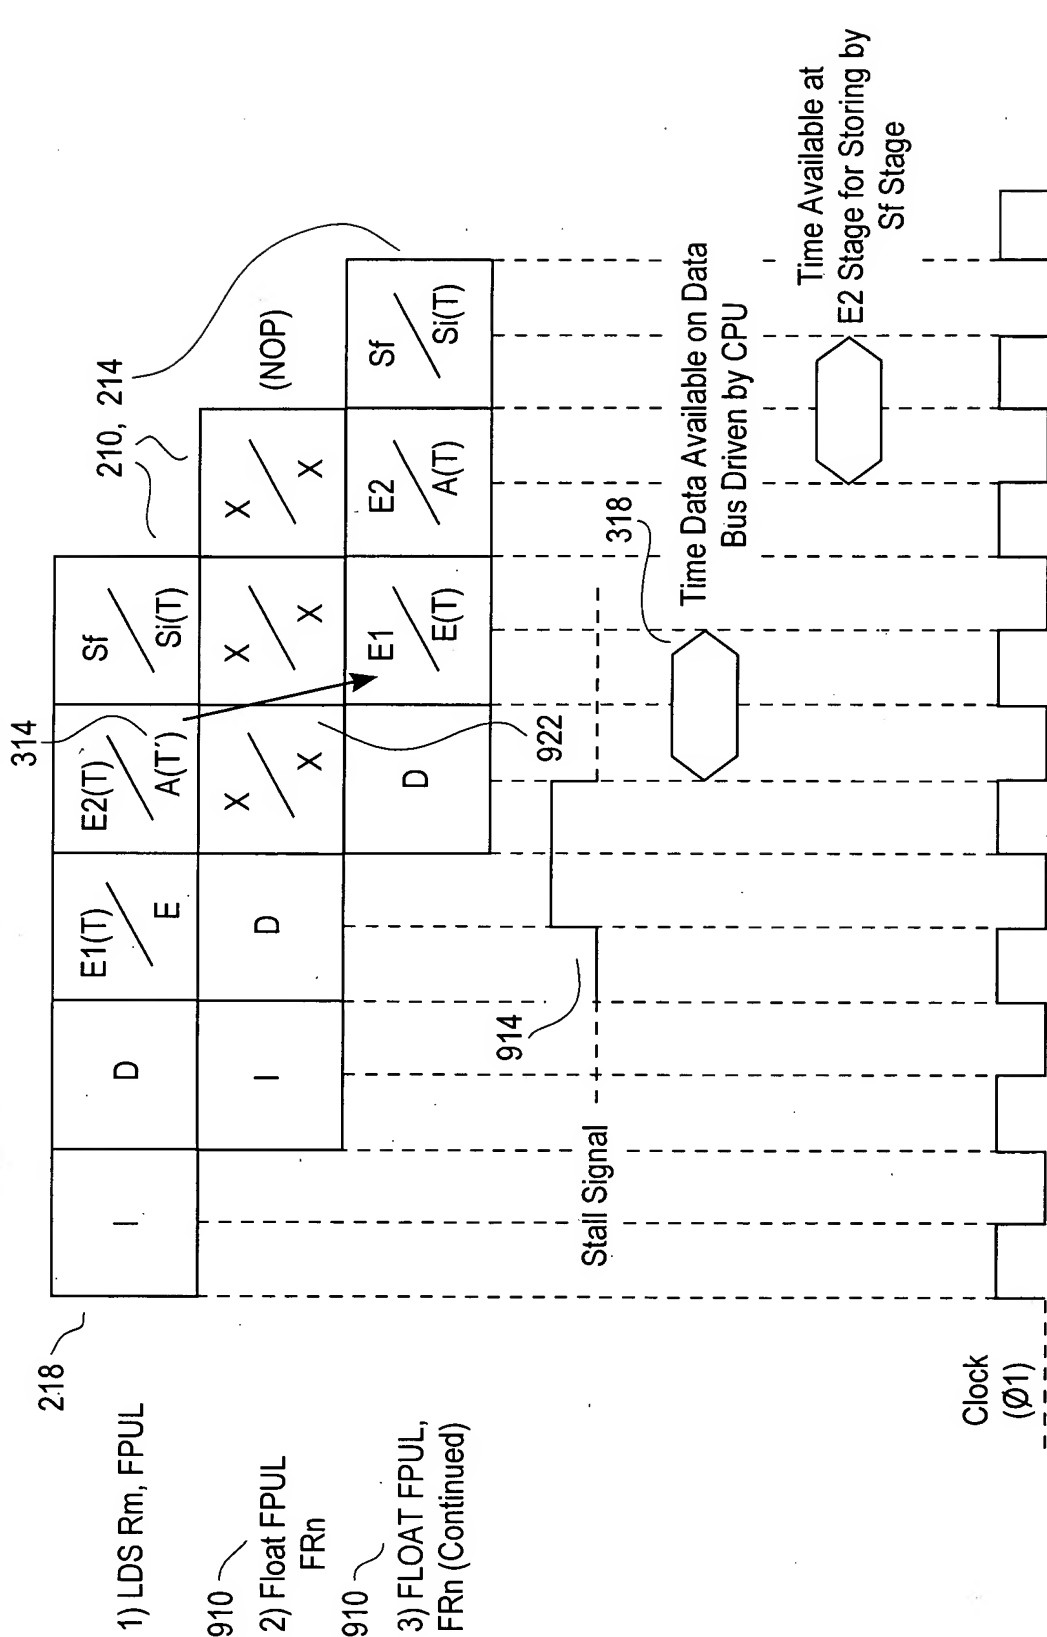 218
314
210, 214
1) LDS Rm, FPUL
I
D
E1(T)
E
E2(T)
A(T)
Sf
Si(T)
910
2) Float FPUL
FRn
I
D
X
X
X
X
X
X
(NOP)
910
3) FLOAT FPUL,
FRn (Continued)
D
E1
E(T)
E2
A(T)
Sf
Si(T)
922
914
Stall Signal
318
Time Data Available on Data
Bus Driven by CPU
Time Available at
E2 Stage for Storing by
Sf Stage
Clock
(Ø1)